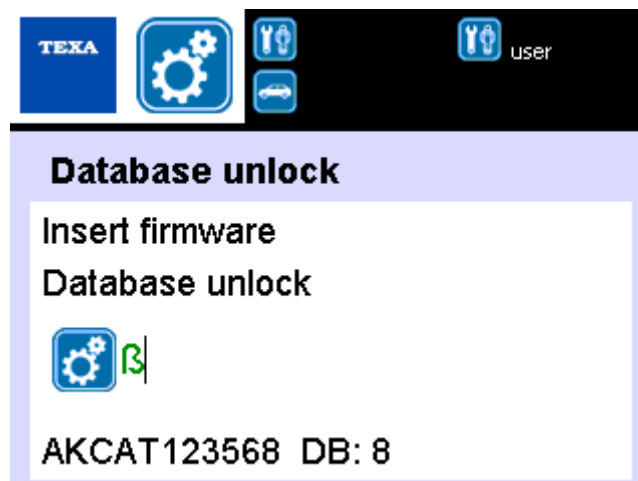 TEXA
user
Database unlock
Insert firmware
Database unlock
ß
AKCAT123568 DB: 8